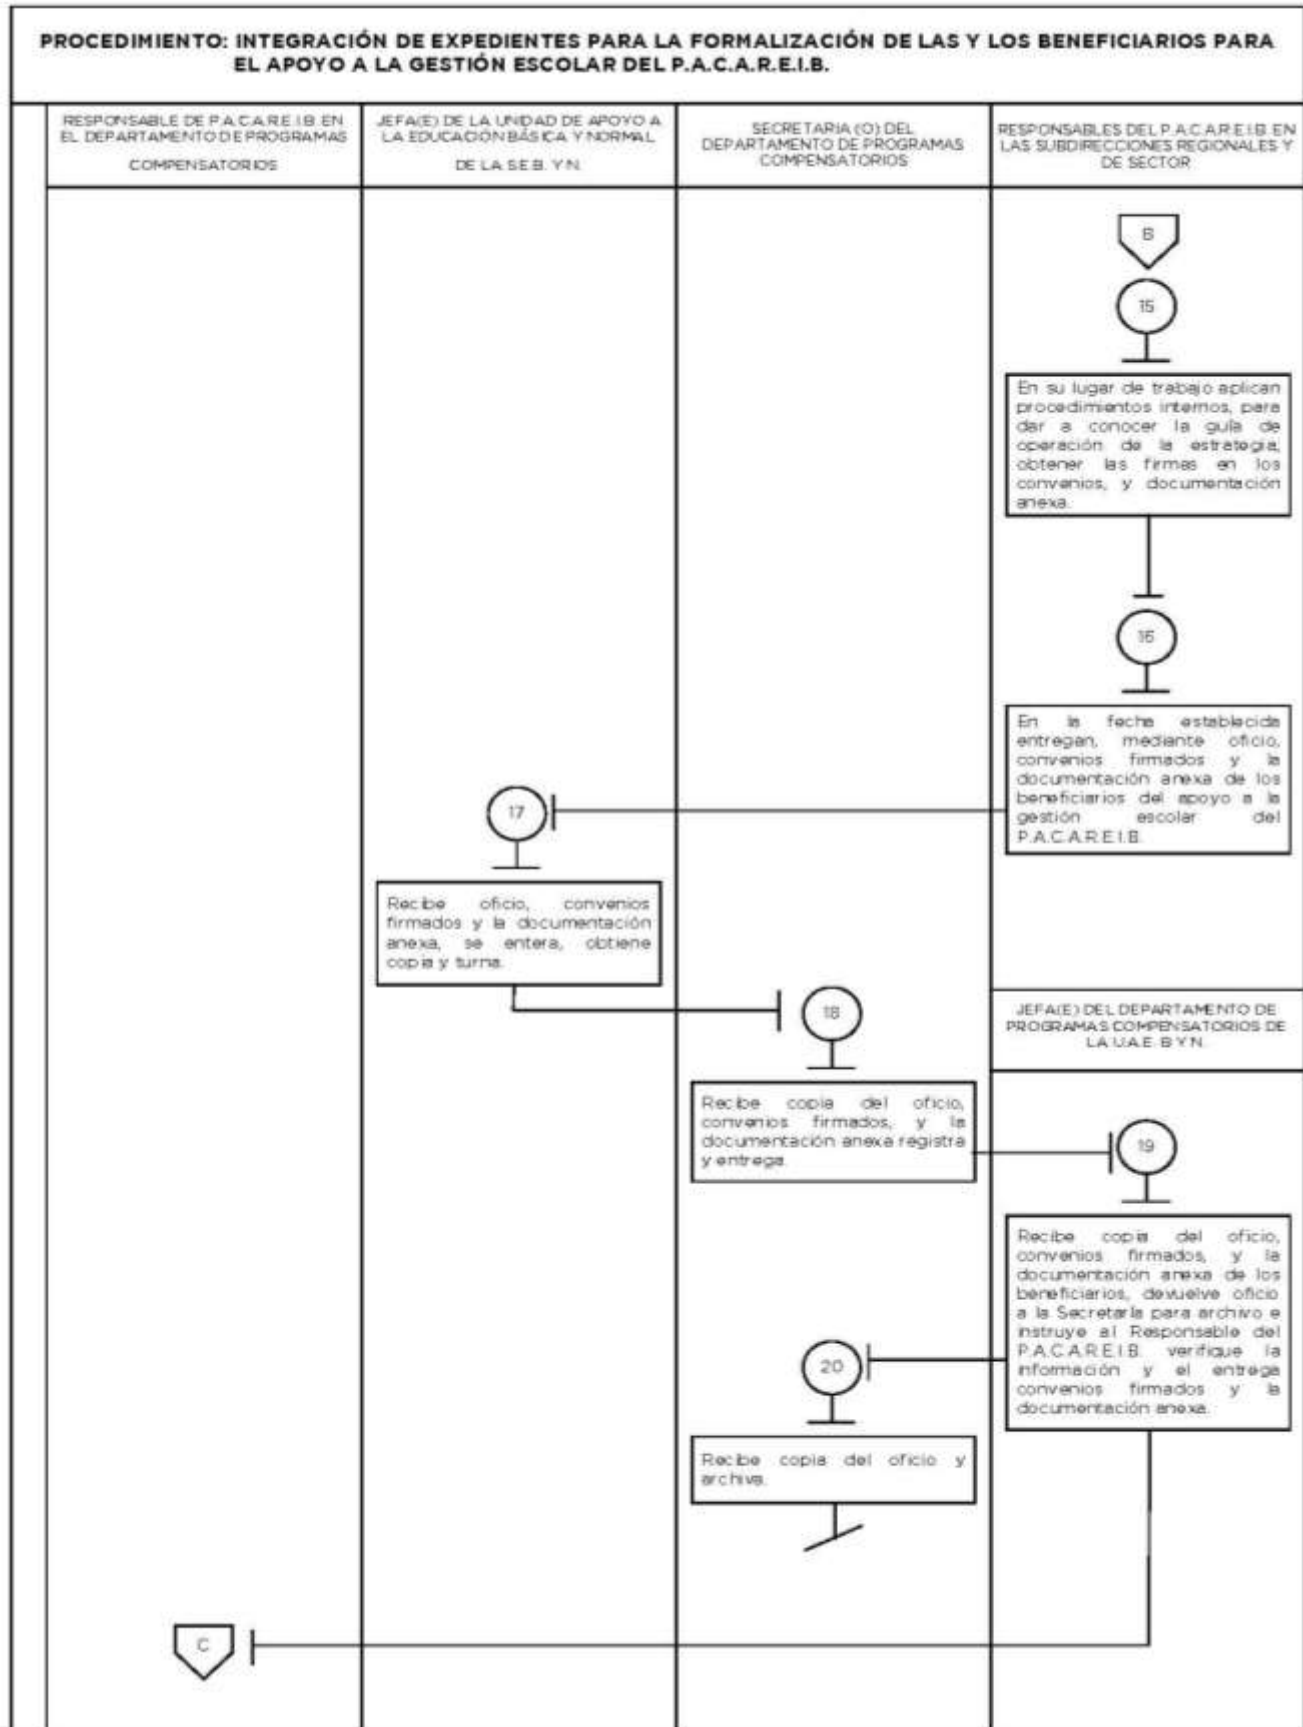 PROCEDIMIENTO: INTEGRACIÓN DE EXPEDIENTES PARA LA FORMALIZACIÓN DE LAS Y LOS BENEFICIARIOS PARA
EL APOYO A LA GESTIÓN ESCOLAR DEL P.A.C.A.R.E.I.B.
RESPONSABLE DE P.A.C.A.R.E.I.B. EN
EL DEPARTAMENTO DE PROGRAMAS
COMPENSATORIOS
JEFA(E) DE LA UNIDAD DE APOYO A
LA EDUCACIÓN BÁSICA Y NORMAL
DE LA S.E.B. Y N.
SECRETARIA (O) DEL
DEPARTAMENTO DE PROGRAMAS
COMPENSATORIOS
RESPONSABLES DEL P.A.C.A.R.E.I.B. EN
LAS SUBDIRECCIONES REGIONALES Y
DE SECTOR
B
15
En su lugar de trabajo aplican
procedimientos internos, para
dar a conocer la guía de
operación de la estrategia,
obtener las firmas en los
convenios, y documentación
anexa.
16
En la fecha establecida
entregan, mediante oficio,
convenios firmados y la
documentación anexa de los
beneficiarios del apoyo a la
gestión escolar del
P.A.C.A.R.E.I.B.
17
Recibe oficio, convenios
firmados y la documentación
anexa, se entera, obtiene
copia y turna.
18
Recibe copia del oficio,
convenios firmados, y la
documentación anexa registra
y entrega.
JEFA(E) DEL DEPARTAMENTO DE
PROGRAMAS COMPENSATORIOS DE
LA U.A.E. B Y N.
19
Recibe copia del oficio,
convenios firmados, y la
documentación anexa de los
beneficiarios, devuelve oficio
a la Secretaría para archivo e
instruye al Responsable del
P.A.C.A.R.E.I.B. verifique la
información y el entrega
convenios firmados y la
documentación anexa.
20
Recibe copia del oficio y
archiva.
C